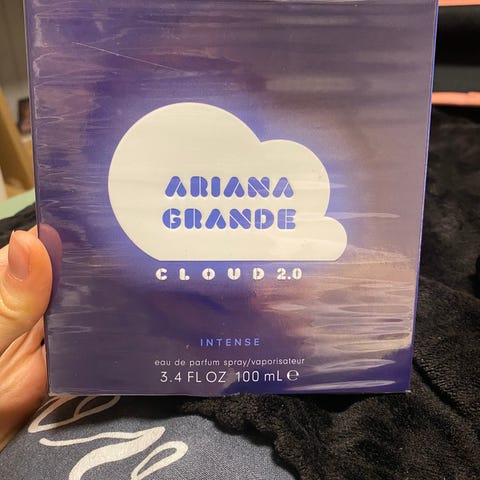 ARIANA
GRANDE
CLOUD 2.0
INTENSE
eau de parfum spray/vaporisateur
3.4 FL OZ 100 mL ℮